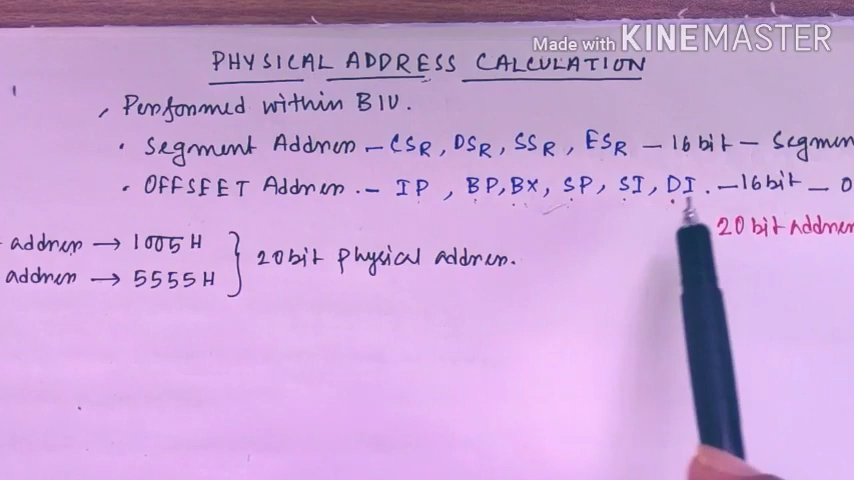 Made with KINEMASTER
PHYSICAL ADDRESS CALCULATION
Performed within BIU.
• Segment Address – CSR, DSR, SSR, ESR – 16 bit – Segmen
• OFFSEET Address. – IP, BP, BX, SP, SI, DI. – 16 bit – O
20 bit Addres
address → 1005 H
address → 5555 H } 20 bit physical address.